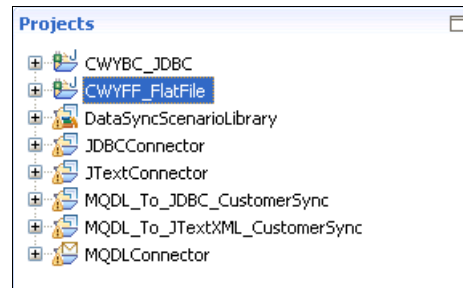 Projects
CWYBC_JDBC
CWYFF_FlatFile
DataSyncScenarioLibrary
JDBCConnector
JTextConnector
MQDL_To_JDBC_CustomerSync
MQDL_To_JTextXML_CustomerSync
MQDLConnector